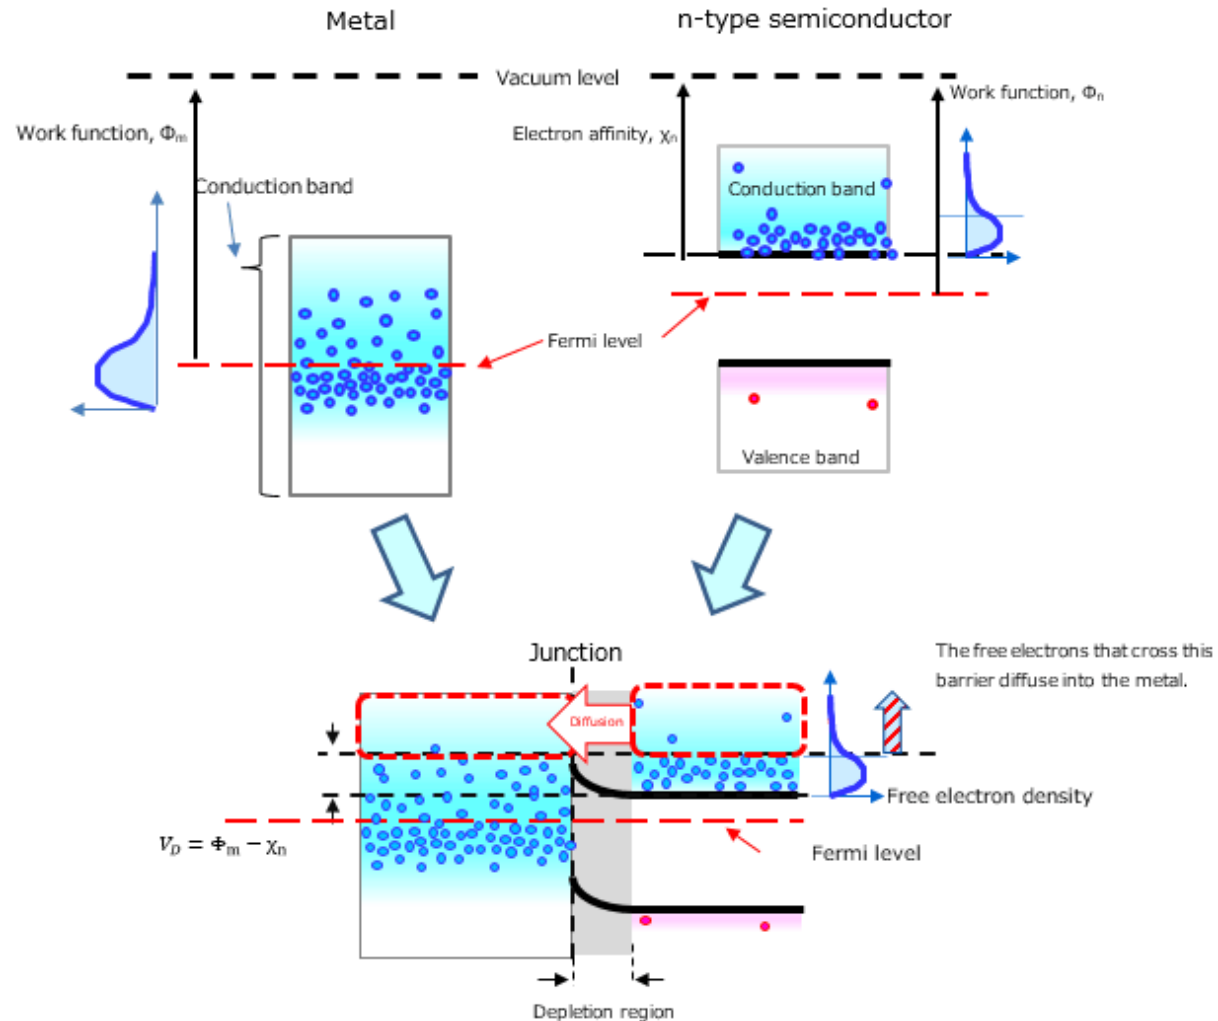 Metal
n-type semiconductor
Vacuum level
Work function, Φm
Electron affinity, χn
Work function, Φn
Conduction band
Conduction band
Fermi level
Valence band
Junction
The free electrons that cross this
barrier diffuse into the metal.
Diffusion
Free electron density
V_D = Φm − χn
Fermi level
Depletion region